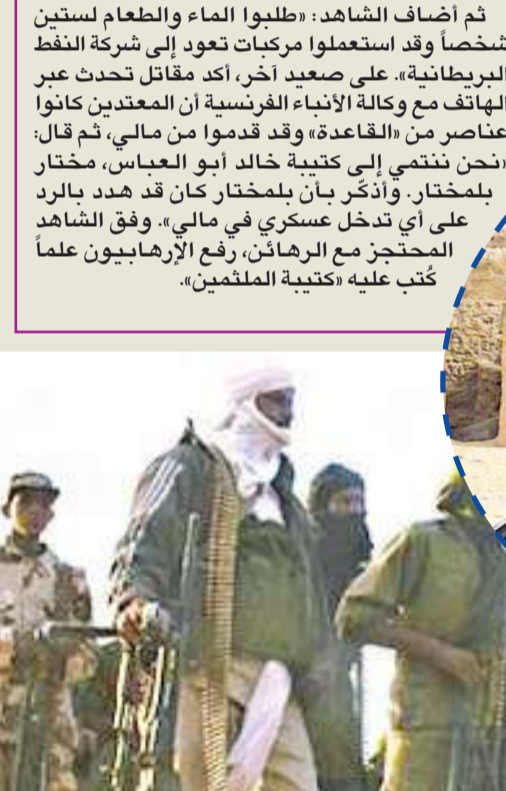 ثم أضاف الشاهد: «طلبوا الماء والطعام لستين
شخصاً وقد استعملوا مركبات تعود إلى شركة النفط
البريطانية». على صعيد آخر، أكد مقاتل تحدث عبر
الهاتف مع وكالة الأنباء الفرنسية أن المعتدين كانوا
عناصر من «القاعدة» وقد قدموا من مالي، ثم قال:
«نحن ننتمي إلى كتيبة خالد أبو العباس، مختار
بلمختار. وأذكّر بأن بلمختار كان قد هدد بالرد
على أي تدخل عسكري في مالي». وفق الشاهد
المحتجز مع الرهائن، رفع الإرهابيون علماً
كُتب عليه «كتيبة الملثمين».